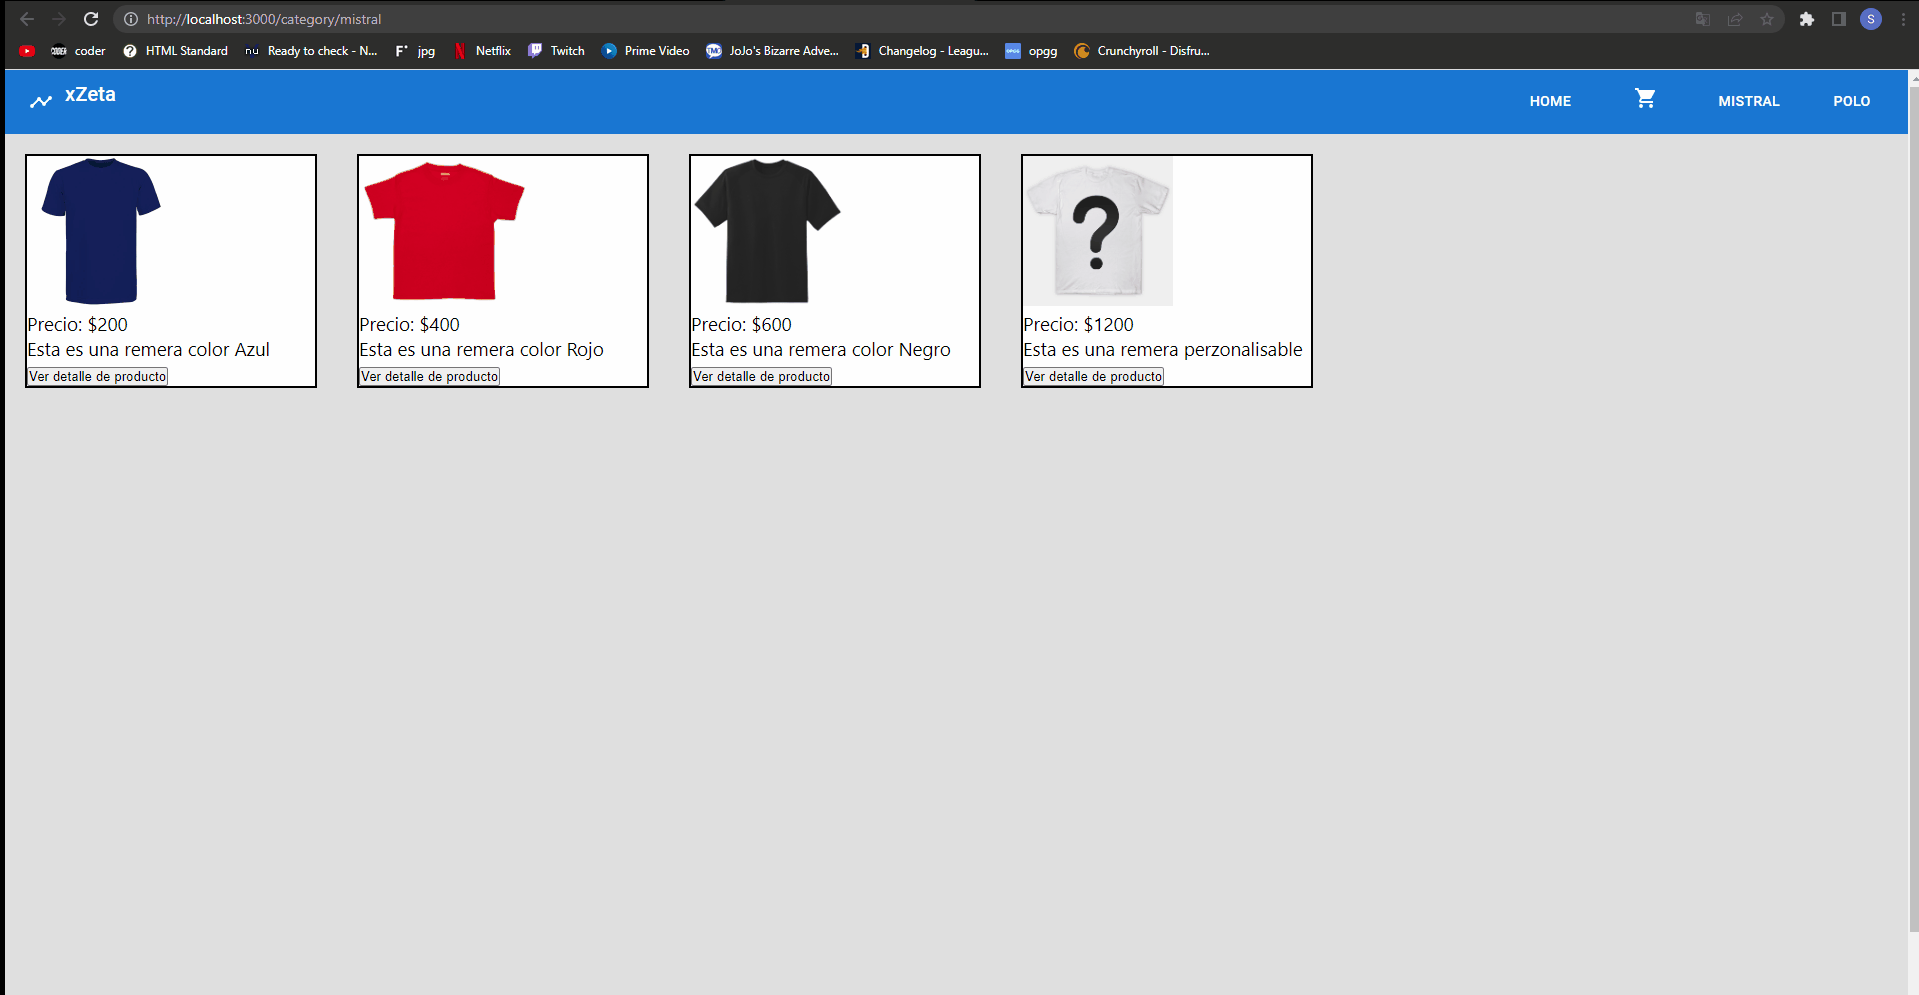 http://localhost:3000/category/mistral
S
coder HTML Standard Ready to check - N... jpg Netflix Twitch Prime Video JoJo's Bizarre Adve... Changelog - Leagu... opgg Crunchyroll - Disfru...
xZeta HOME MISTRAL POLO
?
Precio: $200
Esta es una remera color Azul
Ver detalle de producto
Precio: $400
Esta es una remera color Rojo
Ver detalle de producto
Precio: $600
Esta es una remera color Negro
Ver detalle de producto
Precio: $1200
Esta es una remera perzonalisable
Ver detalle de producto